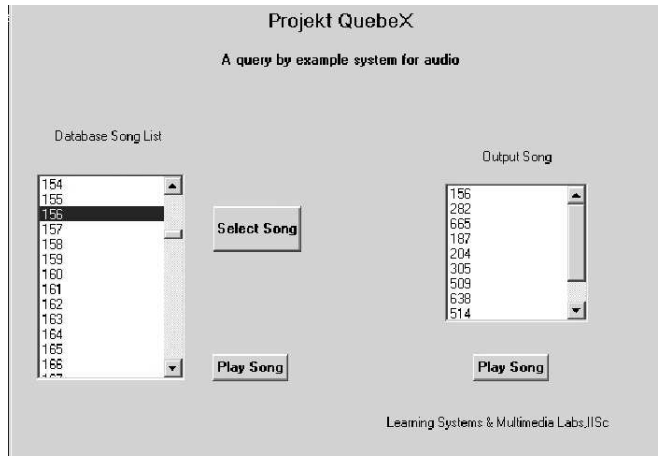 Projekt QuebeX
A query by example system for audio
Database Song List
154
155
156
157
158
159
160
161
162
163
164
165
166
Select Song
Play Song
Output Song
156
282
665
187
204
305
509
638
514
Play Song
Learning Systems & Multimedia Labs,IISc